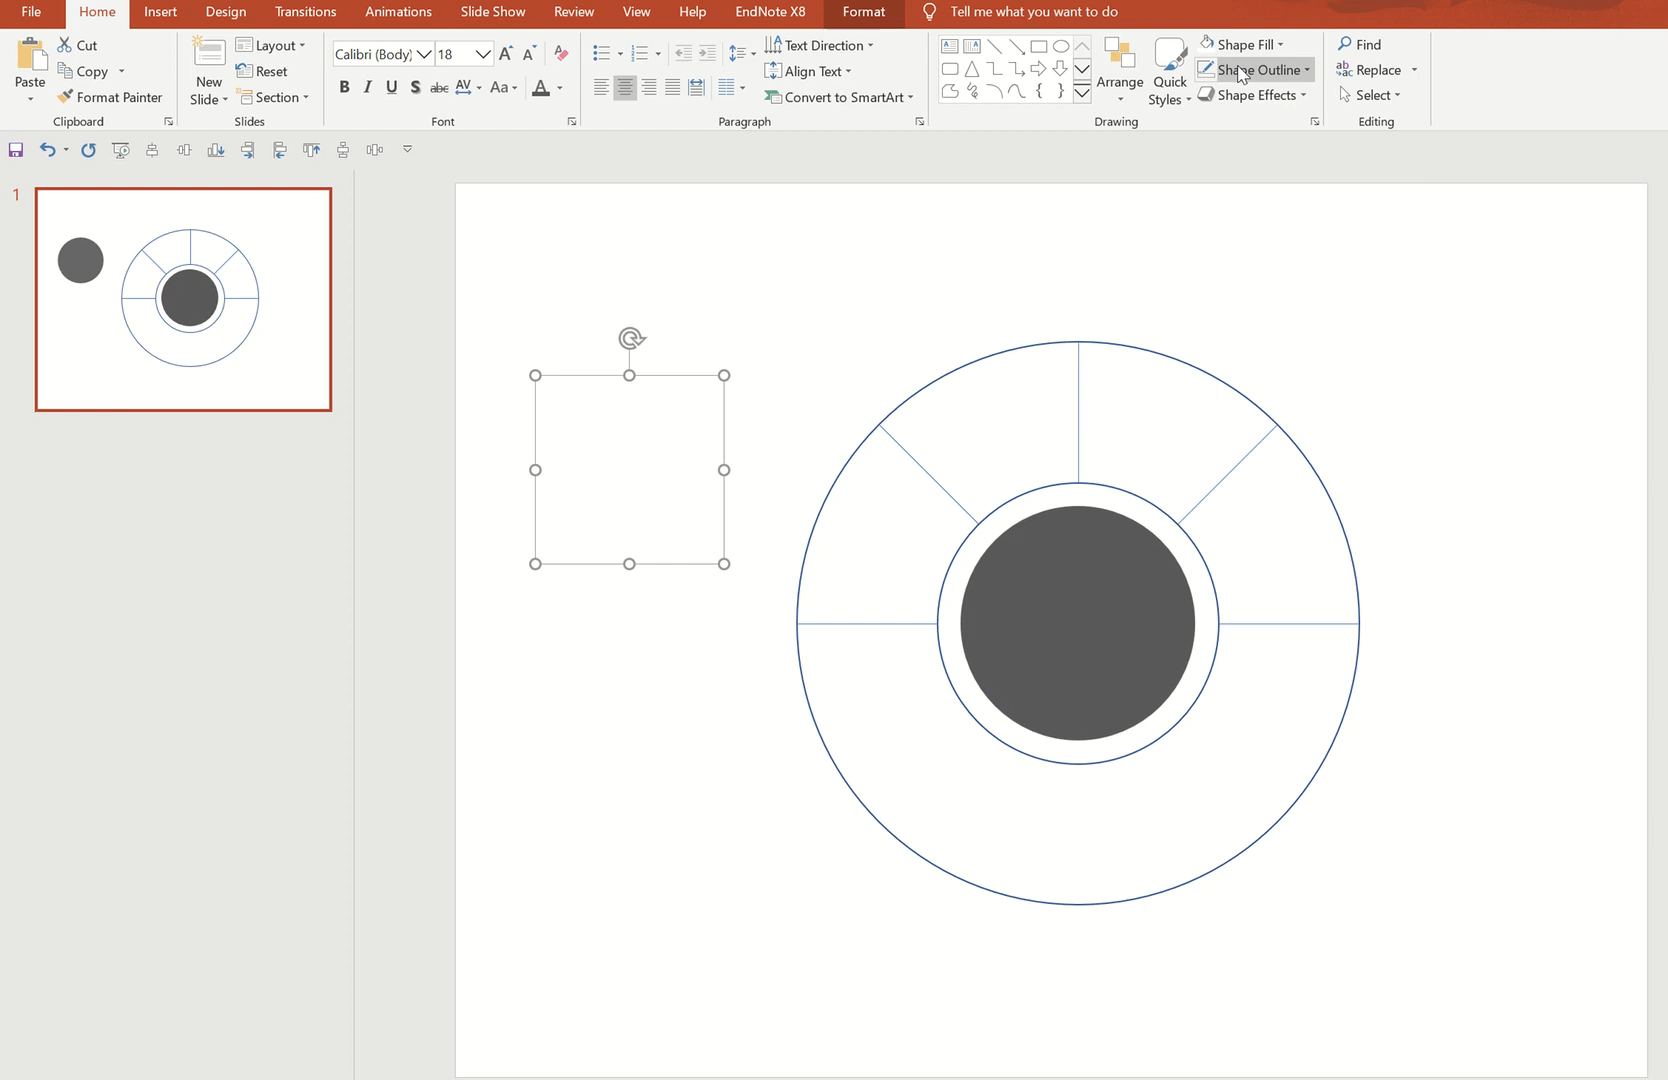 File Home Insert Design Transitions Animations Slide Show Review View Help EndNote X8 Format Tell me what you want to do
Paste
Cut
Copy
Format Painter
Clipboard
New
Slide
Layout
Reset
Section
Slides
Calibri (Body) 18
B I U S abc AV Aa A
Font
Text Direction
Align Text
Convert to SmartArt
Paragraph
Arrange
Quick
Styles
Shape Fill
Shape Outline
Shape Effects
Drawing
Find
Replace
Select
Editing
1